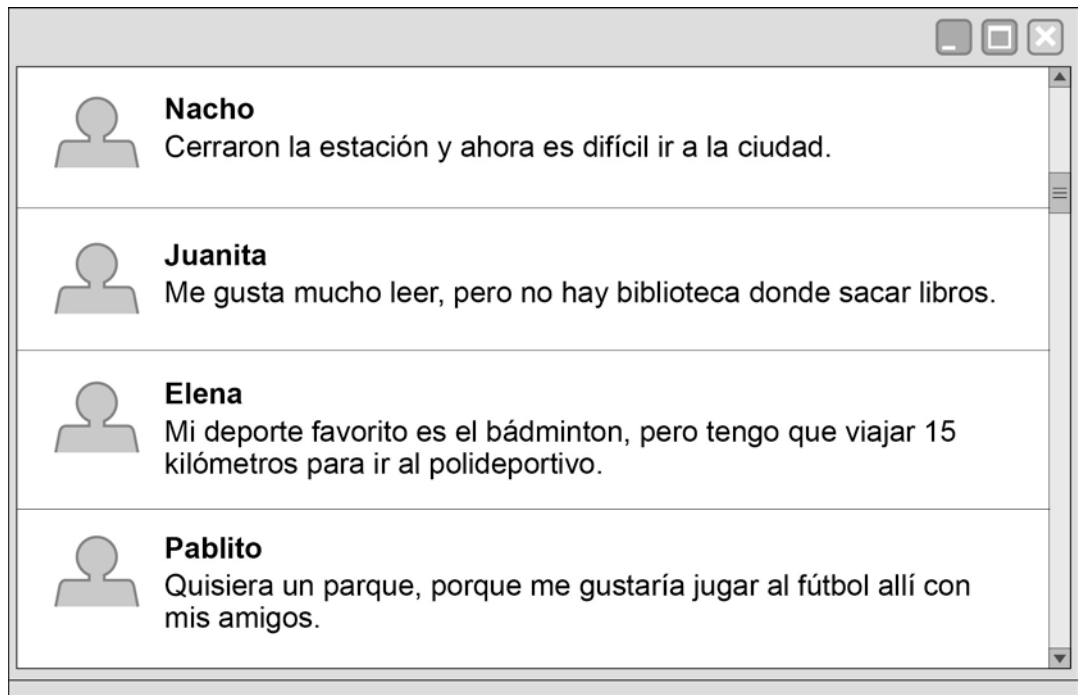 Nacho
Cerraron la estación y ahora es difícil ir a la ciudad.
Juanita
Me gusta mucho leer, pero no hay biblioteca donde sacar libros.
Elena
Mi deporte favorito es el bádminton, pero tengo que viajar 15
kilómetros para ir al polideportivo.
Pablito
Quisiera un parque, porque me gustaría jugar al fútbol allí con
mis amigos.